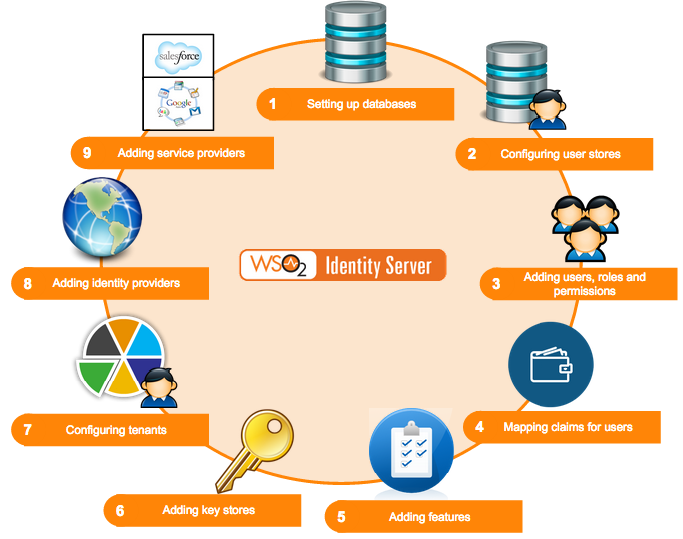 1 Setting up databases
2 Configuring user stores
3 Adding users, roles and
permissions
4 Mapping claims for users
5 Adding features
6 Adding key stores
7 Configuring tenants
8 Adding identity providers
9 Adding service providers
salesforce
Google
WSO2 Identity Server